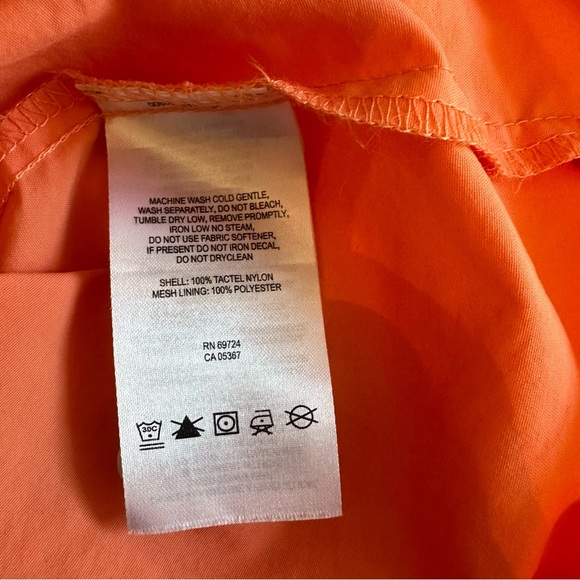 MACHINE WASH COLD GENTLE,
WASH SEPARATELY, DO NOT BLEACH,
TUMBLE DRY LOW, REMOVE PROMPTLY,
IRON LOW NO STEAM,
DO NOT USE FABRIC SOFTENER,
IF PRESENT DO NOT IRON DECAL,
DO NOT DRYCLEAN
SHELL: 100% TACTEL NYLON
MESH LINING: 100% POLYESTER
RN 69724
CA 05367